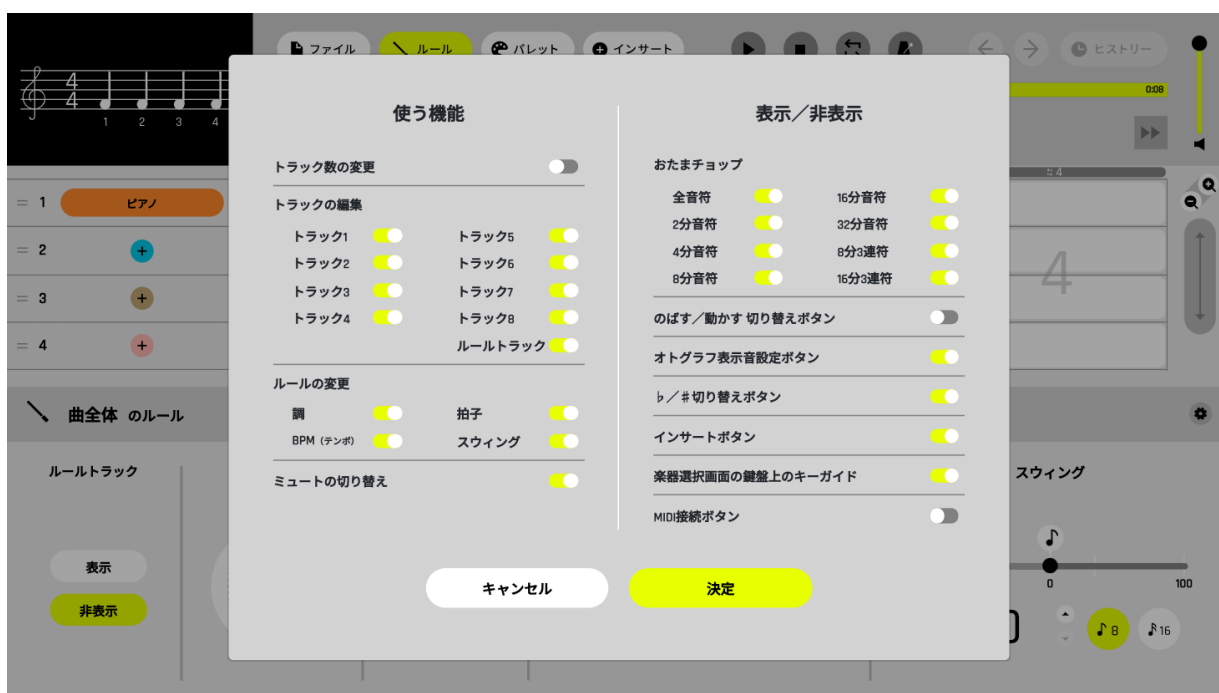 ファイル
ルール
パレット
インサート
ヒストリー
4
4
1 2 3 4
0:08
≒4
= 1 ピアノ
= 2 +
= 3 +
= 4 +
4
使う機能
トラック数の変更
トラックの編集
トラック1 トラック5
トラック2 トラック6
トラック3 トラック7
トラック4 トラック8
ルールトラック
ルールの変更
調 拍子
BPM (テンポ) スウィング
ミュートの切り替え
表示/非表示
おたまチョップ
全音符 16分音符
2分音符 32分音符
4分音符 8分3連符
8分音符 16分3連符
のばす/動かす 切り替えボタン
オトグラフ表示音設定ボタン
♭/♯切り替えボタン
インサートボタン
楽器選択画面の鍵盤上のキーガイド
MIDI接続ボタン
キャンセル
決定
曲全体 のルール
ルールトラック
表示
非表示
スウィング
0 100
8 16